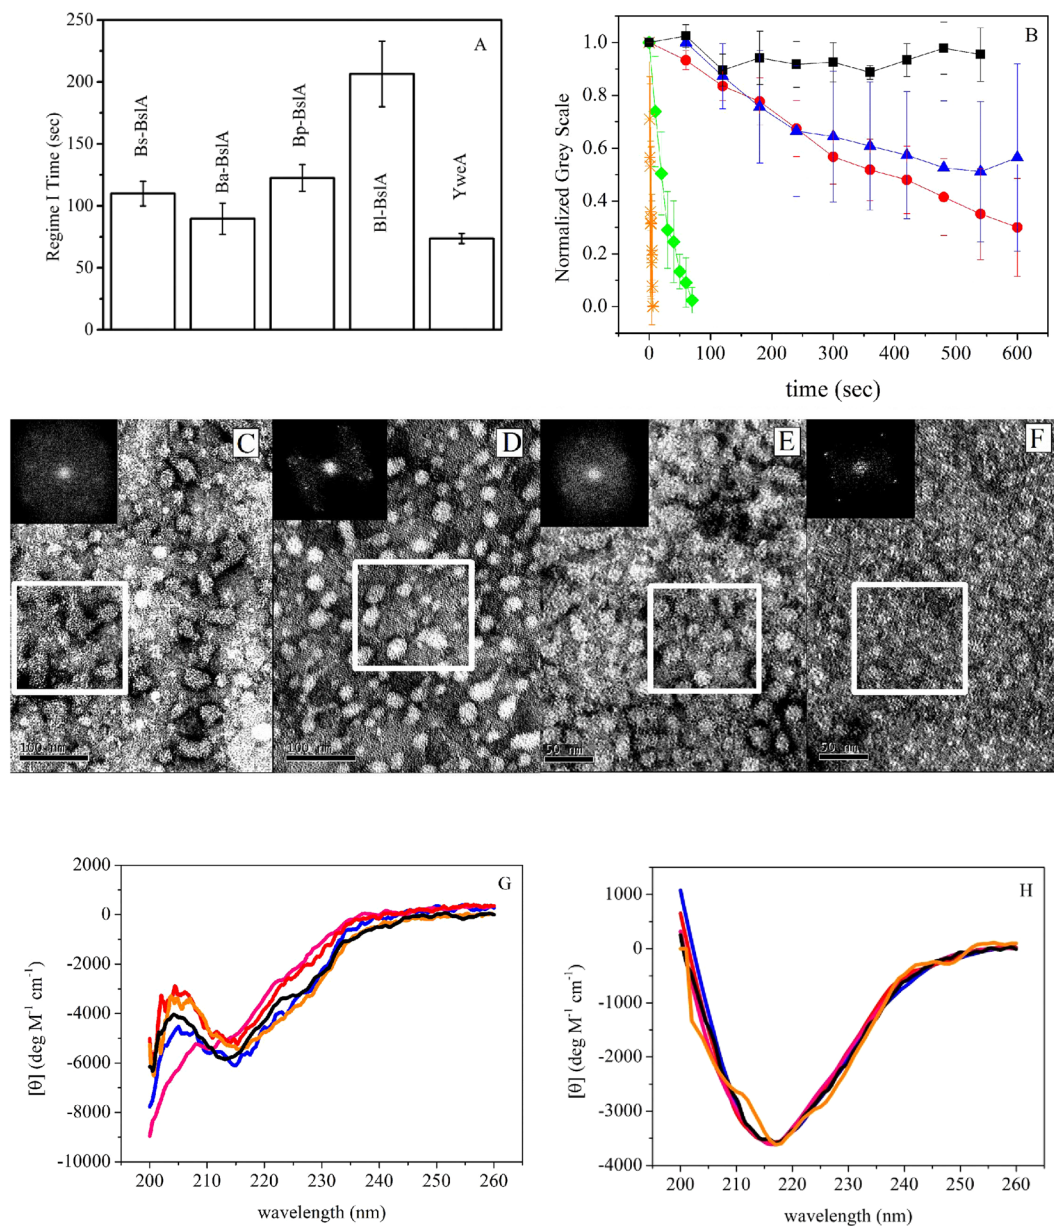 A
Regime I Time (sec)
250
200
150
100
50
0
Bs-BslA
Ba-BslA
Bp-BslA
Bl-BslA
YweA
B
Normalized Grey Scale
1.0
0.8
0.6
0.4
0.2
0.0
0 100 200 300 400 500 600
time (sec)
C
100 nm
D
100 nm
E
50 nm
F
50 nm
G
[θ] (deg M⁻¹ cm⁻¹)
2000
0
-2000
-4000
-6000
-8000
-10000
200 210 220 230 240 250 260
wavelength (nm)
H
[θ] (deg M⁻¹ cm⁻¹)
1000
0
-1000
-2000
-3000
-4000
200 210 220 230 240 250 260
wavelength (nm)